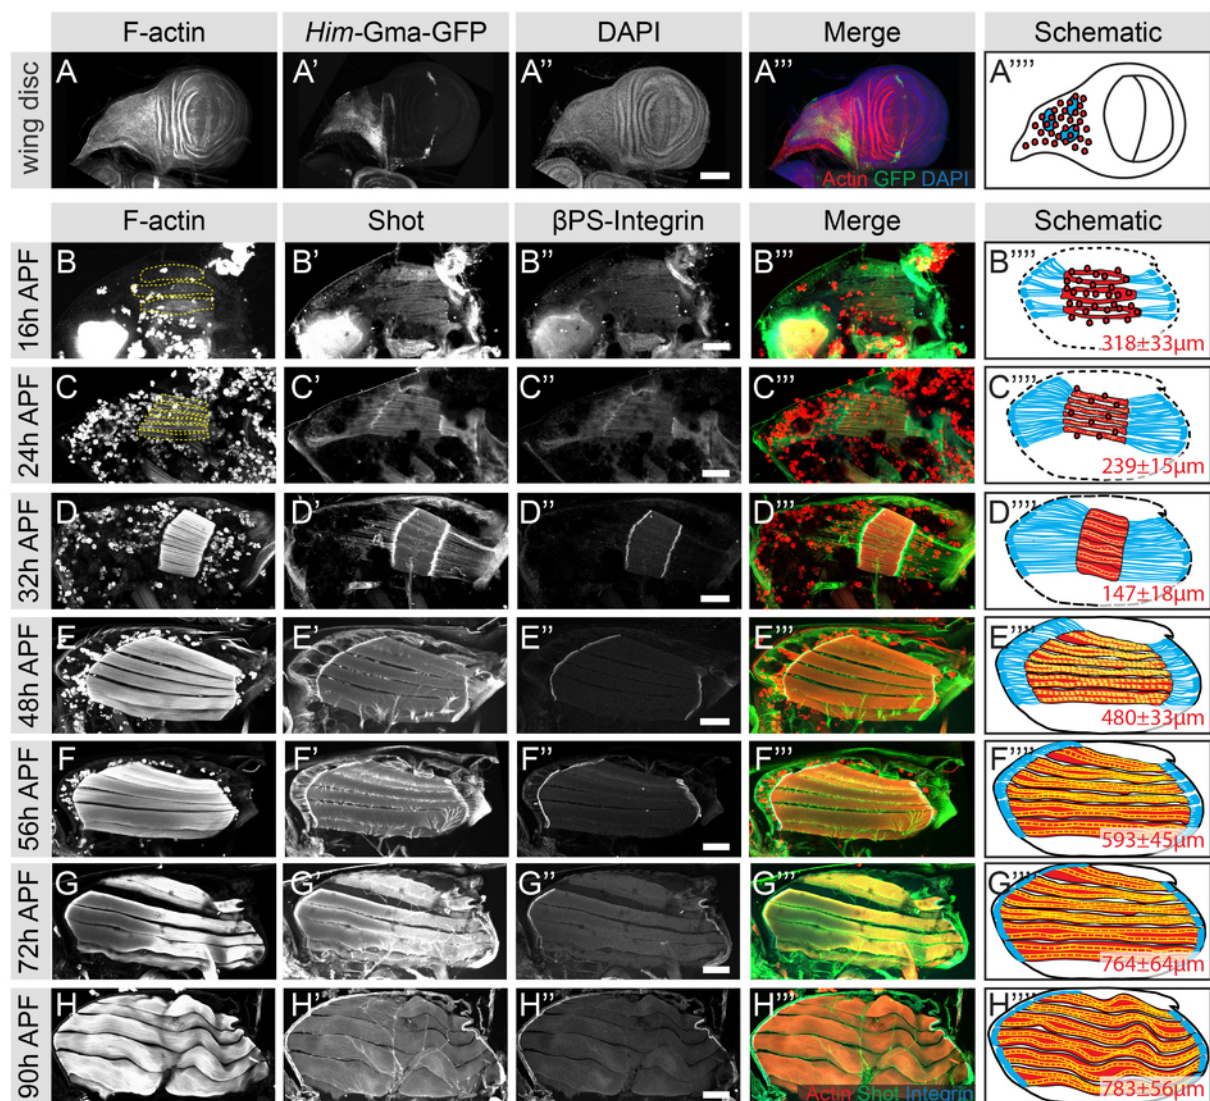 F-actin Him-Gma-GFP DAPI Merge Schematic
wing disc A A' A'' A''' A''''
Actin GFP DAPI
F-actin Shot βPS-Integrin Merge Schematic
16h APF B B' B'' B''' B''''
318±33µm
24h APF C C' C'' C''' C''''
239±15µm
32h APF D D' D'' D''' D''''
147±18µm
48h APF E E' E'' E''' E''''
480±33µm
56h APF F F' F'' F''' F''''
593±45µm
72h APF G G' G'' G''' G''''
764±64µm
90h APF H H' H'' H''' H''''
Actin Shot Integrin 783±56µm